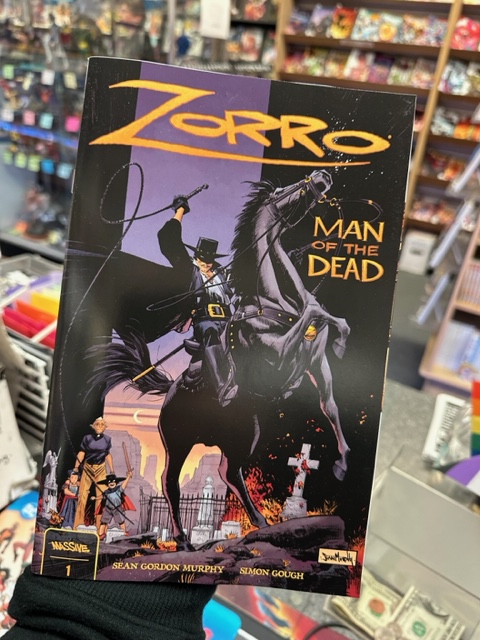 ZORRO
MAN
OF THE
DEAD
MASSIVE
1
SEAN GORDON MURPHY SIMON GOUGH